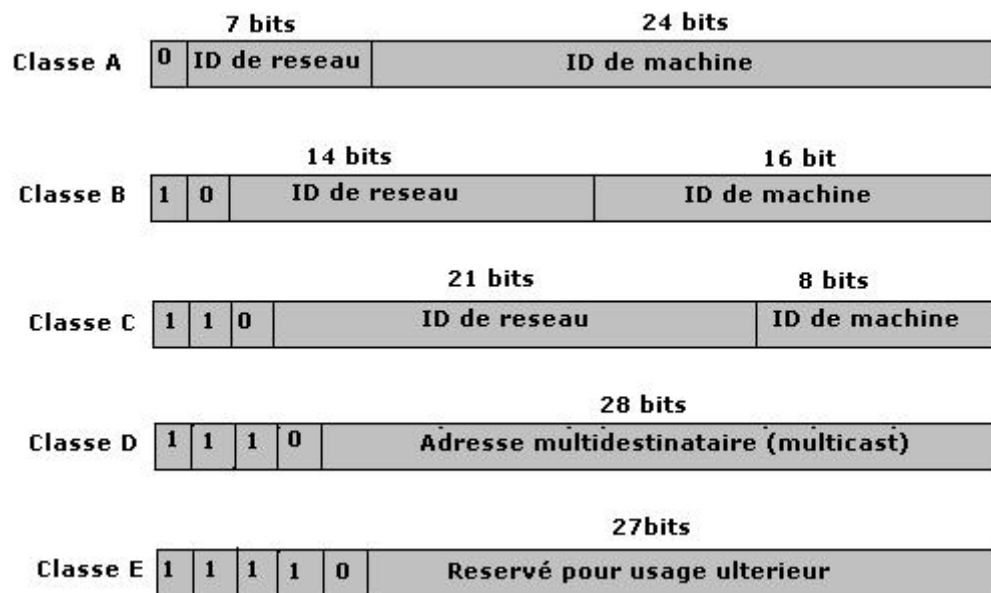 7 bits 24 bits
Classe A 0 ID de reseau ID de machine
14 bits 16 bit
Classe B 1 0 ID de reseau ID de machine
21 bits 8 bits
Classe C 1 1 0 ID de reseau ID de machine
28 bits
Classe D 1 1 1 0 Adresse multidestinataire (multicast)
27bits
Classe E 1 1 1 1 0 Reservé pour usage ulterieur